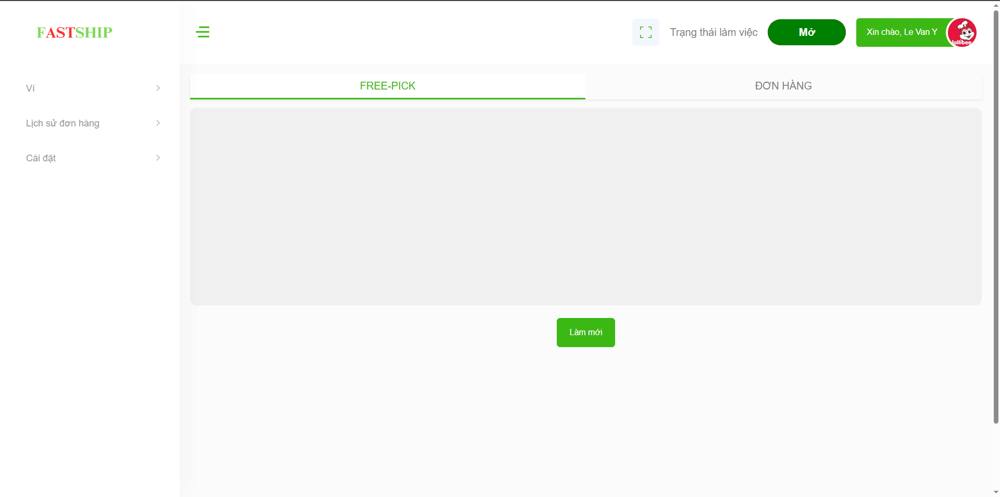 FASTSHIP
Trạng thái làm việc
Mở
Xin chào, Le Van Y
Jollibee
Ví
Lịch sử đơn hàng
Cài đặt
FREE-PICK
ĐƠN HÀNG
Làm mới